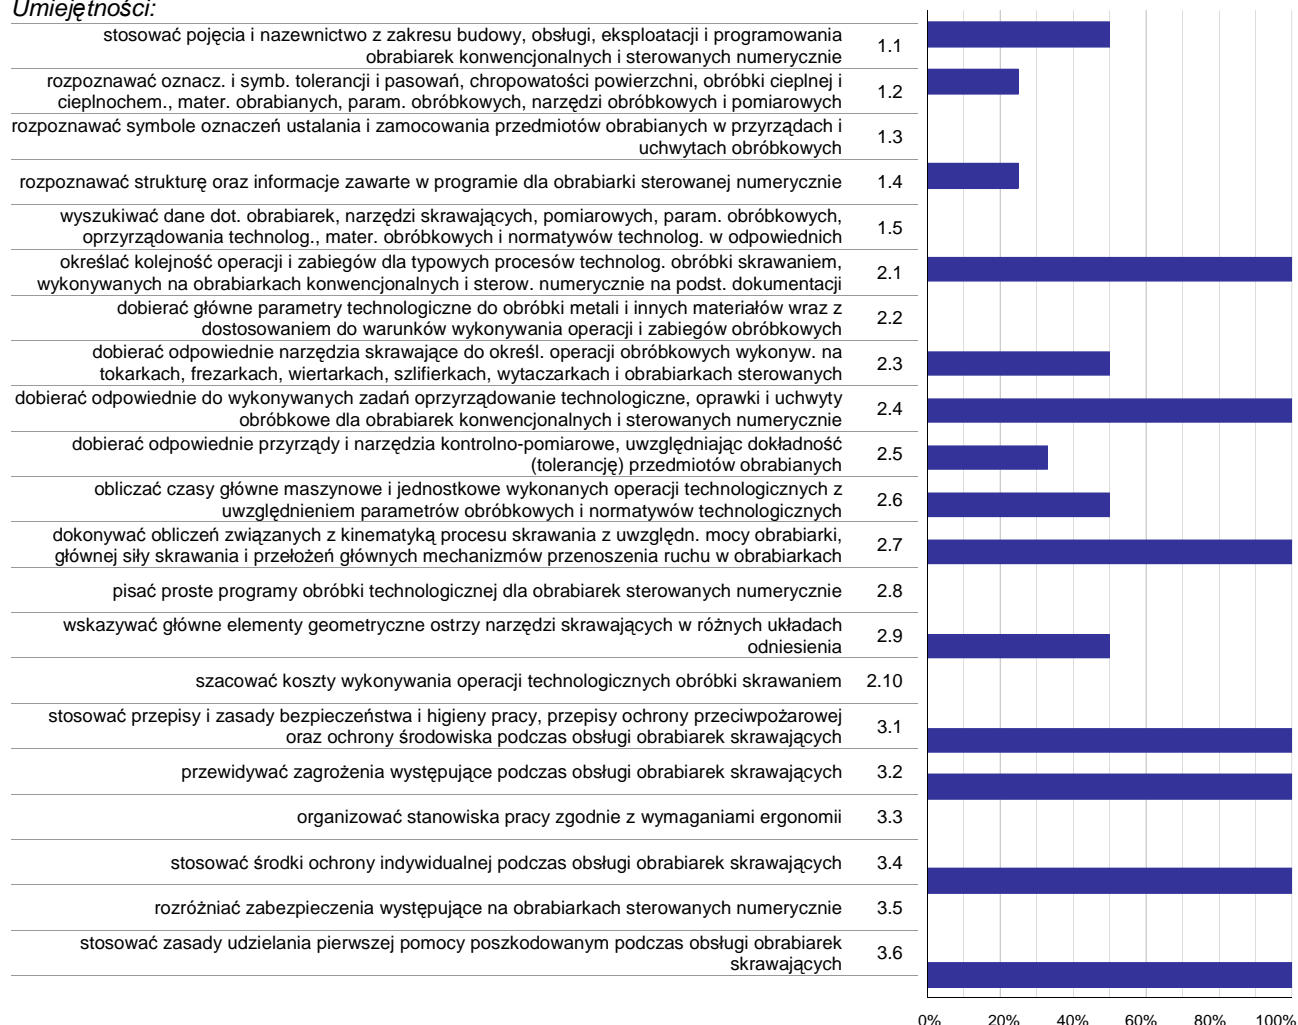 Umiejętności:
stosować pojęcia i nazewnictwo z zakresu budowy, obsługi, eksploatacji i programowania
obrabiarek konwencjonalnych i sterowanych numerycznie
1.1
rozpoznawać oznacz. i symb. tolerancji i pasowań, chropowatości powierzchni, obróbki cieplnej i
cieplnochem., mater. obrabianych, param. obróbkowych, narzędzi obróbkowych i pomiarowych
1.2
rozpoznawać symbole oznaczeń ustalania i zamocowania przedmiotów obrabianych w przyrządach i
uchwytach obróbkowych
1.3
rozpoznawać strukturę oraz informacje zawarte w programie dla obrabiarki sterowanej numerycznie
1.4
wyszukiwać dane dot. obrabiarek, narzędzi skrawających, pomiarowych, param. obróbkowych,
oprzyrządowania technolog., mater. obróbkowych i normatywów technolog. w odpowiednich
1.5
określać kolejność operacji i zabiegów dla typowych procesów technolog. obróbki skrawaniem,
wykonywanych na obrabiarkach konwencjonalnych i sterow. numerycznie na podst. dokumentacji
2.1
dobierać główne parametry technologiczne do obróbki metali i innych materiałów wraz z
dostosowaniem do warunków wykonywania operacji i zabiegów obróbkowych
2.2
dobierać odpowiednie narzędzia skrawające do określ. operacji obróbkowych wykonyw. na
tokarkach, frezarkach, wiertarkach, szlifierkach, wytaczarkach i obrabiarkach sterowanych
2.3
dobierać odpowiednie do wykonywanych zadań oprzyrządowanie technologiczne, oprawki i uchwyty
obróbkowe dla obrabiarek konwencjonalnych i sterowanych numerycznie
2.4
dobierać odpowiednie przyrządy i narzędzia kontrolno-pomiarowe, uwzględniając dokładność
(tolerancję) przedmiotów obrabianych
2.5
obliczać czasy główne maszynowe i jednostkowe wykonanych operacji technologicznych z
uwzględnieniem parametrów obróbkowych i normatywów technologicznych
2.6
dokonywać obliczeń związanych z kinematyką procesu skrawania z uwzględn. mocy obrabiarki,
głównej siły skrawania i przełożeń głównych mechanizmów przenoszenia ruchu w obrabiarkach
2.7
pisać proste programy obróbki technologicznej dla obrabiarek sterowanych numerycznie
2.8
wskazywać główne elementy geometryczne ostrzy narzędzi skrawających w różnych układach
odniesienia
2.9
szacować koszty wykonywania operacji technologicznych obróbki skrawaniem
2.10
stosować przepisy i zasady bezpieczeństwa i higieny pracy, przepisy ochrony przeciwpożarowej
oraz ochrony środowiska podczas obsługi obrabiarek skrawających
3.1
przewidywać zagrożenia występujące podczas obsługi obrabiarek skrawających
3.2
organizować stanowiska pracy zgodnie z wymaganiami ergonomii
3.3
stosować środki ochrony indywidualnej podczas obsługi obrabiarek skrawających
3.4
rozróżniać zabezpieczenia występujące na obrabiarkach sterowanych numerycznie
3.5
stosować zasady udzielania pierwszej pomocy poszkodowanym podczas obsługi obrabiarek
skrawających
3.6
0% 20% 40% 60% 80% 100%